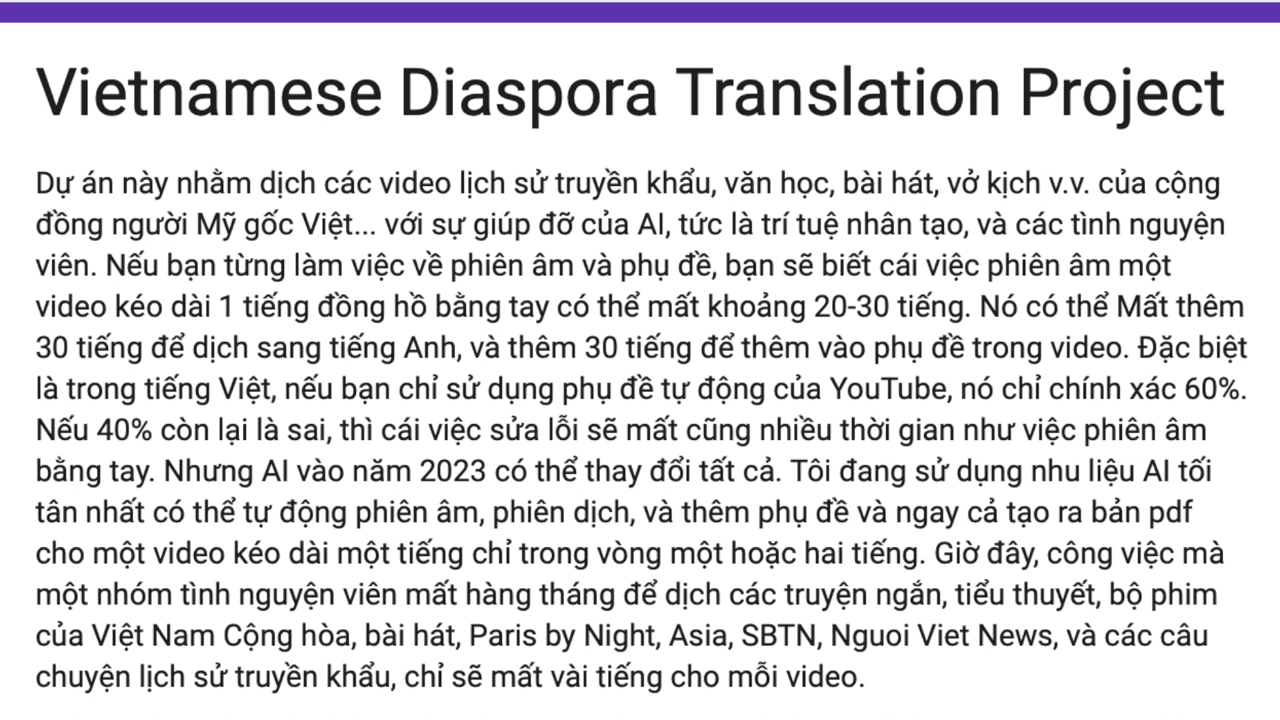 Vietnamese Diaspora Translation Project
Dự án này nhằm dịch các video lịch sử truyền khẩu, văn học, bài hát, vở kịch v.v. của cộng
đồng người Mỹ gốc Việt... với sự giúp đỡ của AI, tức là trí tuệ nhân tạo, và các tình nguyện
viên. Nếu bạn từng làm việc về phiên âm và phụ đề, bạn sẽ biết cái việc phiên âm một
video kéo dài 1 tiếng đồng hồ bằng tay có thể mất khoảng 20-30 tiếng. Nó có thể Mất thêm
30 tiếng để dịch sang tiếng Anh, và thêm 30 tiếng để thêm vào phụ đề trong video. Đặc biệt
là trong tiếng Việt, nếu bạn chỉ sử dụng phụ đề tự động của YouTube, nó chỉ chính xác 60%.
Nếu 40% còn lại là sai, thì cái việc sửa lỗi sẽ mất cũng nhiều thời gian như việc phiên âm
bằng tay. Nhưng AI vào năm 2023 có thể thay đổi tất cả. Tôi đang sử dụng nhu liệu AI tối
tân nhất có thể tự động phiên âm, phiên dịch, và thêm phụ đề và ngay cả tạo ra bản pdf
cho một video kéo dài một tiếng chỉ trong vòng một hoặc hai tiếng. Giờ đây, công việc mà
một nhóm tình nguyện viên mất hàng tháng để dịch các truyện ngắn, tiểu thuyết, bộ phim
của Việt Nam Cộng hòa, bài hát, Paris by Night, Asia, SBTN, Nguoi Viet News, và các câu
chuyện lịch sử truyền khẩu, chỉ sẽ mất vài tiếng cho mỗi video.